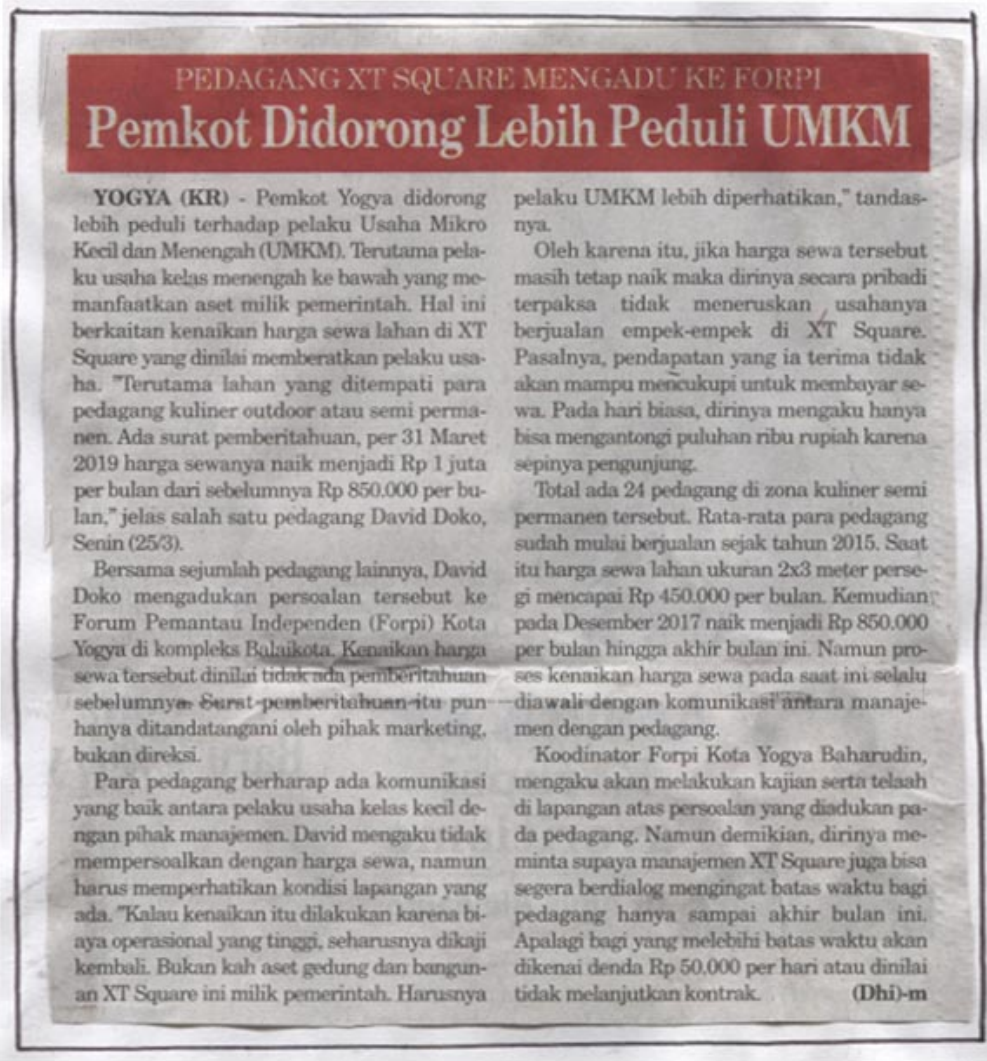 PEDAGANG XT SQUARE MENGADU KE FORPI
Pemkot Didorong Lebih Peduli UMKM
YOGYA (KR) - Pemkot Yogya didorong
lebih peduli terhadap pelaku Usaha Mikro
Kecil dan Menengah (UMKM). Terutama pela-
ku usaha kelas menengah ke bawah yang me-
manfaatkan aset milik pemerintah. Hal ini
berkaitan kenaikan harga sewa lahan di XT
Square yang dinilai memberatkan pelaku usa-
ha. "Terutama lahan yang ditempati para
pedagang kuliner outdoor atau semi perma-
nen. Ada surat pemberitahuan, per 31 Maret
2019 harga sewanya naik menjadi Rp 1 juta
per bulan dari sebelumnya Rp 850.000 per bu-
lan," jelas salah satu pedagang David Doko,
Senin (25/3).
Bersama sejumlah pedagang lainnya, David
Doko mengadukan persoalan tersebut ke
Forum Pemantau Independen (Forpi) Kota
Yogya di kompleks Balaikota. Kenaikan harga
sewa tersebut dinilai tidak ada pemberitahuan
sebelumnya. Surat pemberitahuan itu pun
hanya ditandatangani oleh pihak marketing,
bukan direksi.
Para pedagang berharap ada komunikasi
yang baik antara pelaku usaha kelas kecil de-
ngan pihak manajemen. David mengaku tidak
mempersoalkan dengan harga sewa, namun
harus memperhatikan kondisi lapangan yang
ada. "Kalau kenaikan itu dilakukan karena bi-
aya operasional yang tinggi, seharusnya dikaji
kembali. Bukan kah aset gedung dan bangun-
an XT Square ini milik pemerintah. Harusnya
pelaku UMKM lebih diperhatikan," tandas-
nya.
Oleh karena itu, jika harga sewa tersebut
masih tetap naik maka dirinya secara pribadi
terpaksa tidak meneruskan usahanya
berjualan empek-empek di XT Square.
Pasalnya, pendapatan yang ia terima tidak
akan mampu mencukupi untuk membayar se-
wa. Pada hari biasa, dirinya mengaku hanya
bisa mengantongi puluhan ribu rupiah karena
sepinya pengunjung.
Total ada 24 pedagang di zona kuliner semi
permanen tersebut. Rata-rata para pedagang
sudah mulai berjualan sejak tahun 2015. Saat
itu harga sewa lahan ukuran 2x3 meter perse-
gi mencapai Rp 450.000 per bulan. Kemudian
pada Desember 2017 naik menjadi Rp 850.000
per bulan hingga akhir bulan ini. Namun pro-
ses kenaikan harga sewa pada saat ini selalu
diawali dengan komunikasi antara manaje-
men dengan pedagang.
Koodinator Forpi Kota Yogya Baharudin,
mengaku akan melakukan kajian serta telaah
di lapangan atas persoalan yang diadukan pa-
da pedagang. Namun demikian, dirinya me-
minta supaya manajemen XT Square juga bisa
segera berdialog mengingat batas waktu bagi
pedagang hanya sampai akhir bulan ini.
Apalagi bagi yang melebihi batas waktu akan
dikenai denda Rp 50.000 per hari atau dinilai
tidak melanjutkan kontrak. (Dhi)-m